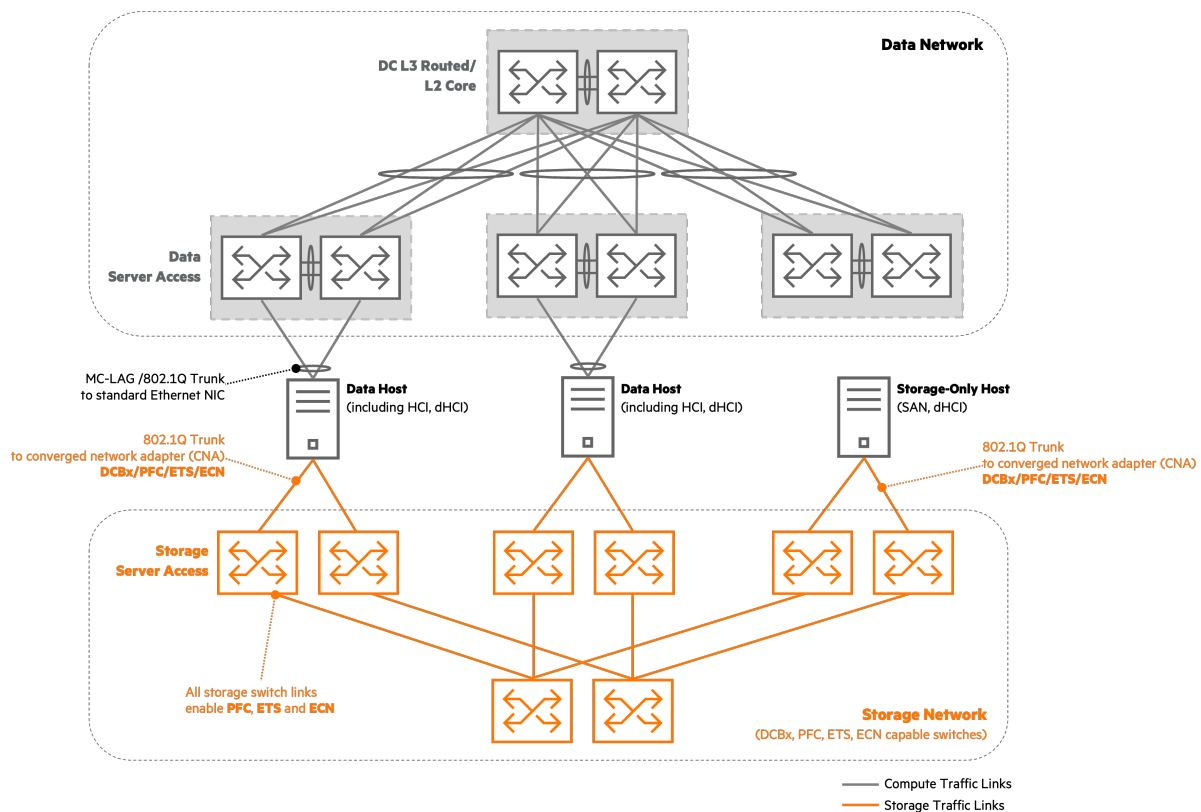 Data Network
DC L3 Routed/
L2 Core
Data
Server Access
MC-LAG /802.1Q Trunk
to standard Ethernet NIC
Data Host
(including HCI, dHCI)
Data Host
(including HCI, dHCI)
Storage-Only Host
(SAN, dHCI)
802.1Q Trunk
to converged network adapter (CNA)
DCBx/PFC/ETS/ECN
802.1Q Trunk
to converged network adapter (CNA)
DCBx/PFC/ETS/ECN
Storage
Server Access
All storage switch links
enable PFC, ETS and ECN
Storage Network
(DCBx, PFC, ETS, ECN capable switches)
Compute Traffic Links
Storage Traffic Links